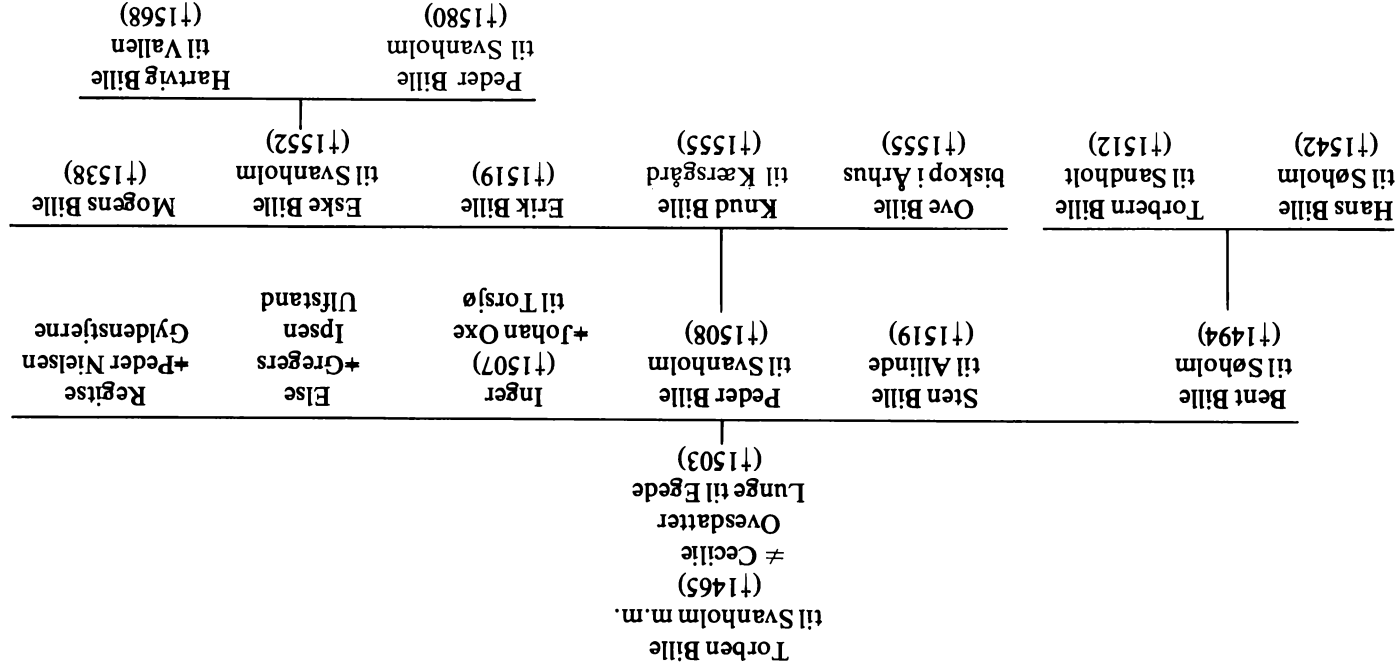 Torben Bille
til Svanholm m.m.
(†1465)
≠ Cecilie
Ovesdatter
Lunge til Egede
(†1503)
Bent Bille
til Søholm
(†1494)
Sten Bille
til Allinde
(†1519)
Peder Bille
til Svanholm
(†1508)
Inger
(†1507)
≠Johan Oxe
til Torsjø
Else
≠Gregers
Ipsen
Ulfstand
Regitse
≠Peder Nielsen
Gyldenstjerne
Hans Bille
til Søholm
(†1542)
Torbern Bille
til Sandholt
(†1512)
Ove Bille
biskop i Århus
(†1555)
Knud Bille
til Kærsgård
(†1555)
Erik Bille
(†1519)
Eske Bille
til Svanholm
(†1552)
Mogens Bille
(†1538)
Peder Bille
til Svanholm
(†1580)
Hartvig Bille
til Vallen
(†1568)